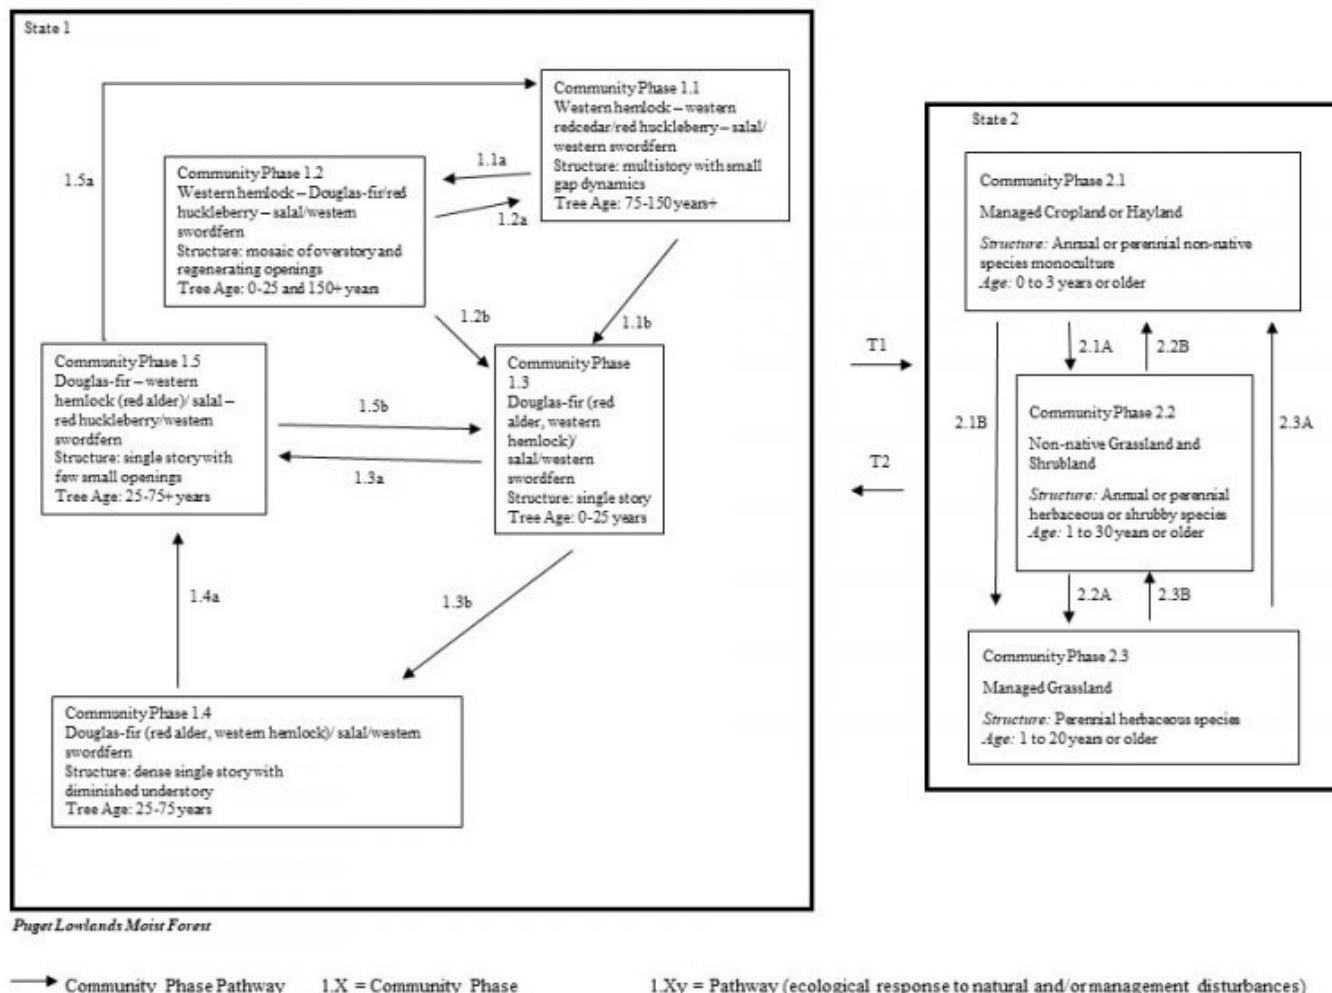 State 1
Community Phase 1.1
Western hemlock – western
redcedar/red huckleberry – salal/
western swordfern
Structure: multistory with small
gap dynamics
Tree Age: 75-150 years+
1.1a
1.2a
1.5a
Community Phase 1.2
Western hemlock – Douglas-fir/red
huckleberry – salal/western
swordfern
Structure: mosaic of overstory and
regenerating openings
Tree Age: 0-25 and 150+ years
1.2b
1.1b
Community Phase 1.5
Douglas-fir – western
hemlock (red alder)/ salal –
red huckleberry/western
swordfern
Structure: single story with
few small openings
Tree Age: 25-75+ years
1.5b
1.3a
Community Phase
1.3
Douglas-fir (red
alder, western
hemlock)/
salal/western
swordfern
Structure: single story
Tree Age: 0-25 years
1.4a
1.3b
Community Phase 1.4
Douglas-fir (red alder, western hemlock)/ salal/western
swordfern
Structure: dense single story with
diminished understory
Tree Age: 25-75 years
T1
T2
State 2
Community Phase 2.1
Managed Cropland or Hayland
Structure: Annual or perennial non-native
species monoculture
Age: 0 to 3 years or older
2.1A
2.2B
2.1B
2.3A
Community Phase 2.2
Non-native Grassland and
Shrubland
Structure: Annual or perennial
herbaceous or shrubby species
Age: 1 to 30 years or older
2.2A
2.3B
Community Phase 2.3
Managed Grassland
Structure: Perennial herbaceous species
Age: 1 to 20 years or older
Puget Lowlands Moist Forest
Community Phase Pathway 1.X = Community Phase 1.Xy = Pathway (ecological response to natural and/or management disturbances)